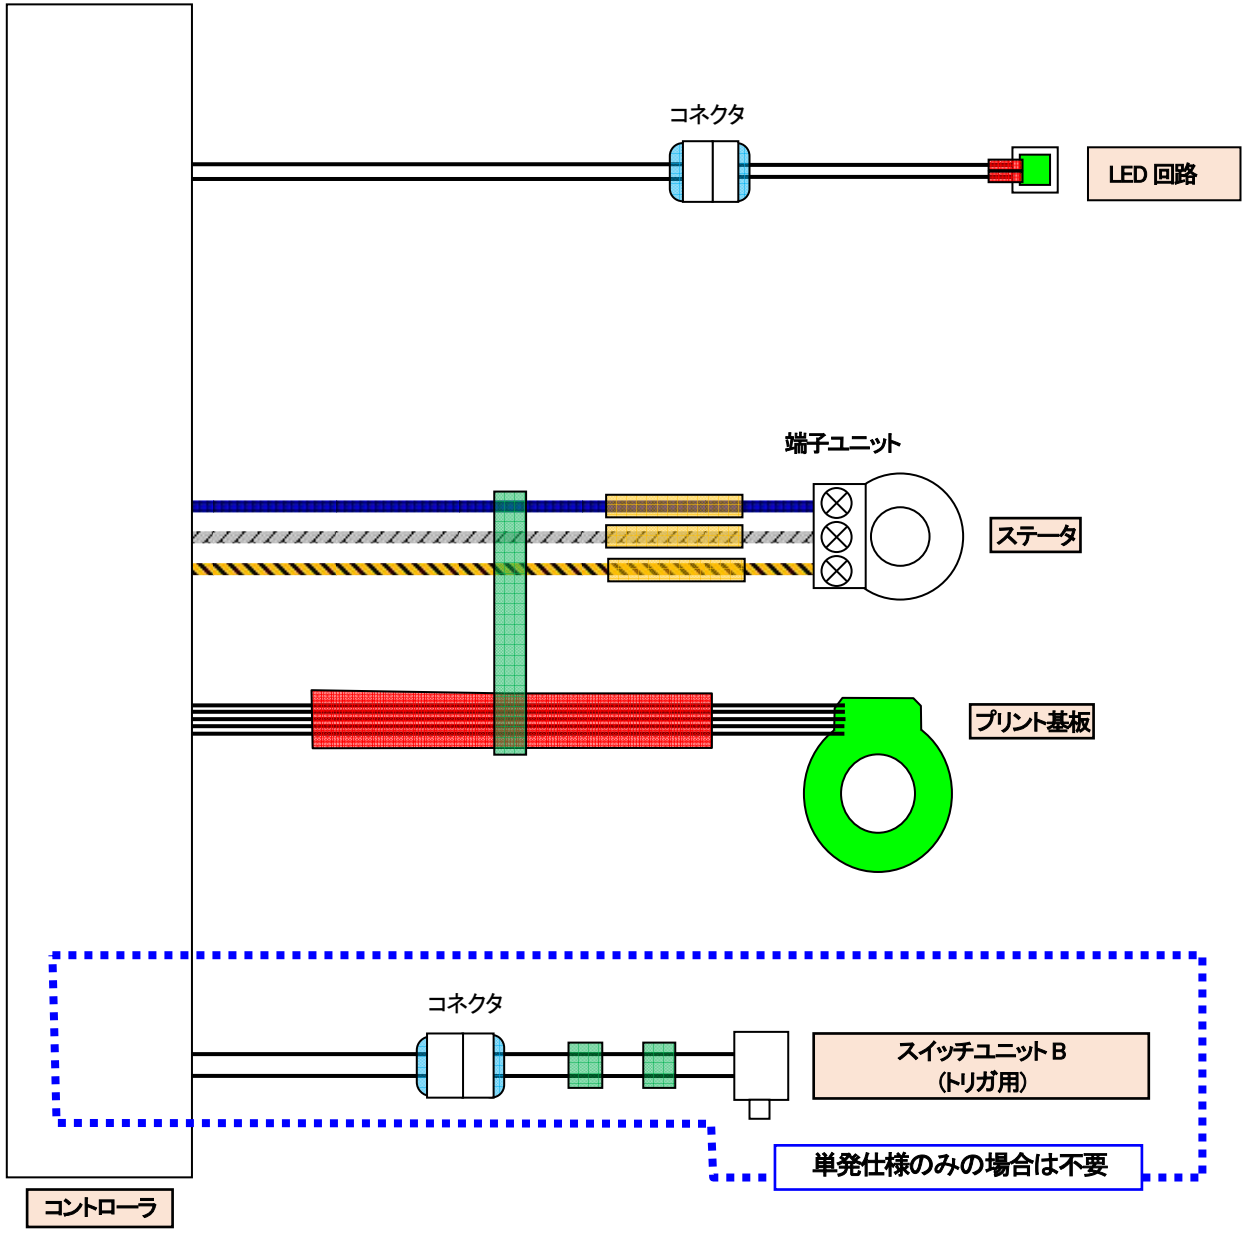 コネクタ
LED 回路
端子ユニット
ステータ
プリント基板
コネクタ
スイッチユニット B
(トリガ用)
単発仕様のみの場合は不要
コントローラ